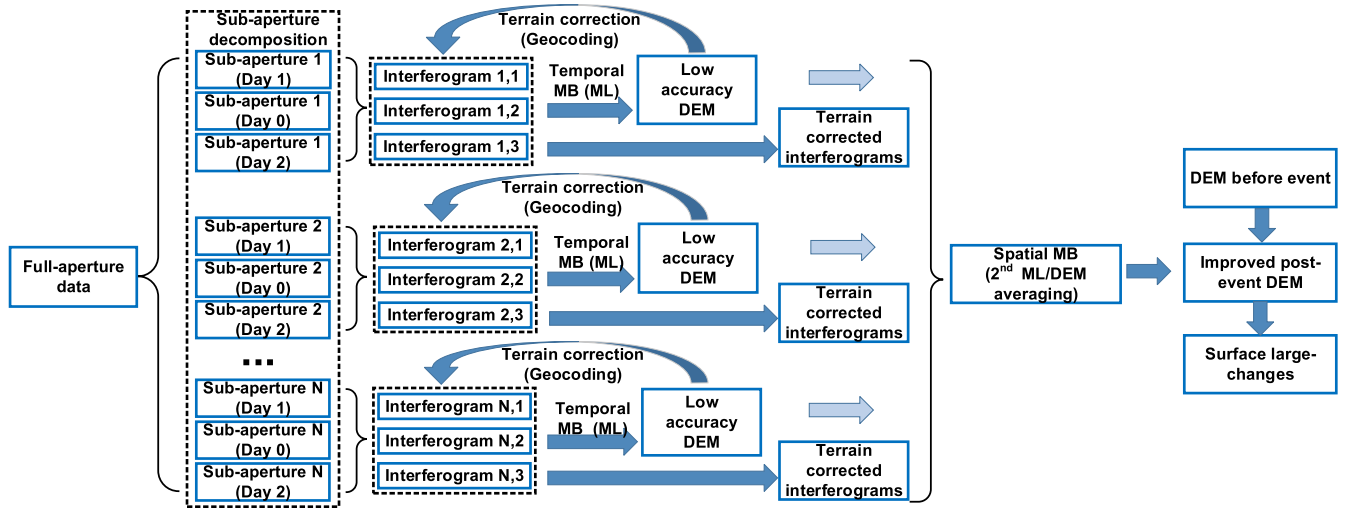 Sub-aperture
decomposition
Full-aperture
data
Sub-aperture 1
(Day 1)
Sub-aperture 1
(Day 0)
Sub-aperture 1
(Day 2)
Terrain correction
(Geocoding)
Interferogram 1,1
Interferogram 1,2
Interferogram 1,3
Temporal
MB (ML)
Low
accuracy
DEM
Terrain
corrected
interferograms
Sub-aperture 2
(Day 1)
Sub-aperture 2
(Day 0)
Sub-aperture 2
(Day 2)
Terrain correction
(Geocoding)
Interferogram 2,1
Interferogram 2,2
Interferogram 2,3
Temporal
MB (ML)
Low
accuracy
DEM
Terrain
corrected
interferograms
...
Sub-aperture N
(Day 1)
Sub-aperture N
(Day 0)
Sub-aperture N
(Day 2)
Terrain correction
(Geocoding)
Interferogram N,1
Interferogram N,2
Interferogram N,3
Temporal
MB (ML)
Low
accuracy
DEM
Terrain
corrected
interferograms
Spatial MB
(2nd ML/DEM
averaging)
DEM before event
Improved post-
event DEM
Surface large-
changes